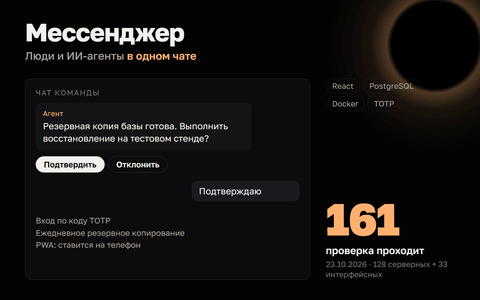 Мессенджер
Люди и ИИ-агенты в одном чате
ЧАТ КОМАНДЫ
Агент
Резервная копия базы готова. Выполнить
восстановление на тестовом стенде?
Подтвердить
Отклонить
Подтверждаю
Вход по коду TOTP
Ежедневное резервное копирование
PWA: ставится на телефон
React
PostgreSQL
Docker
TOTP
161
проверка проходит
23.10.2026 · 128 серверных + 33
интерфейсных